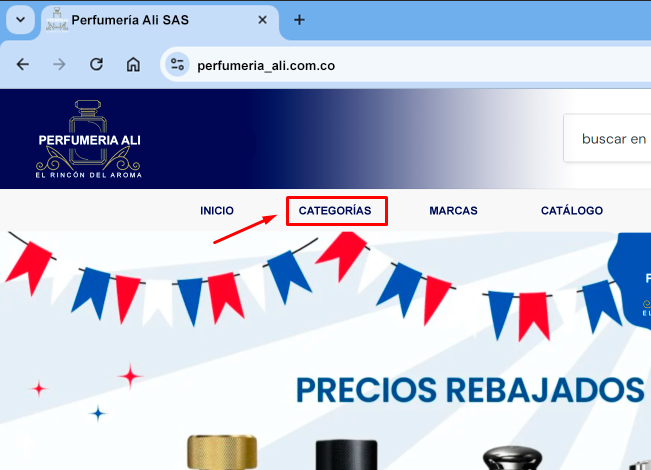 Perfumería Ali SAS
perfumeria_ali.com.co
PERFUMERIA ALI
EL RINCÓN DEL AROMA
buscar en
INICIO CATEGORÍAS MARCAS CATÁLOGO
PRECIOS REBAJADOS